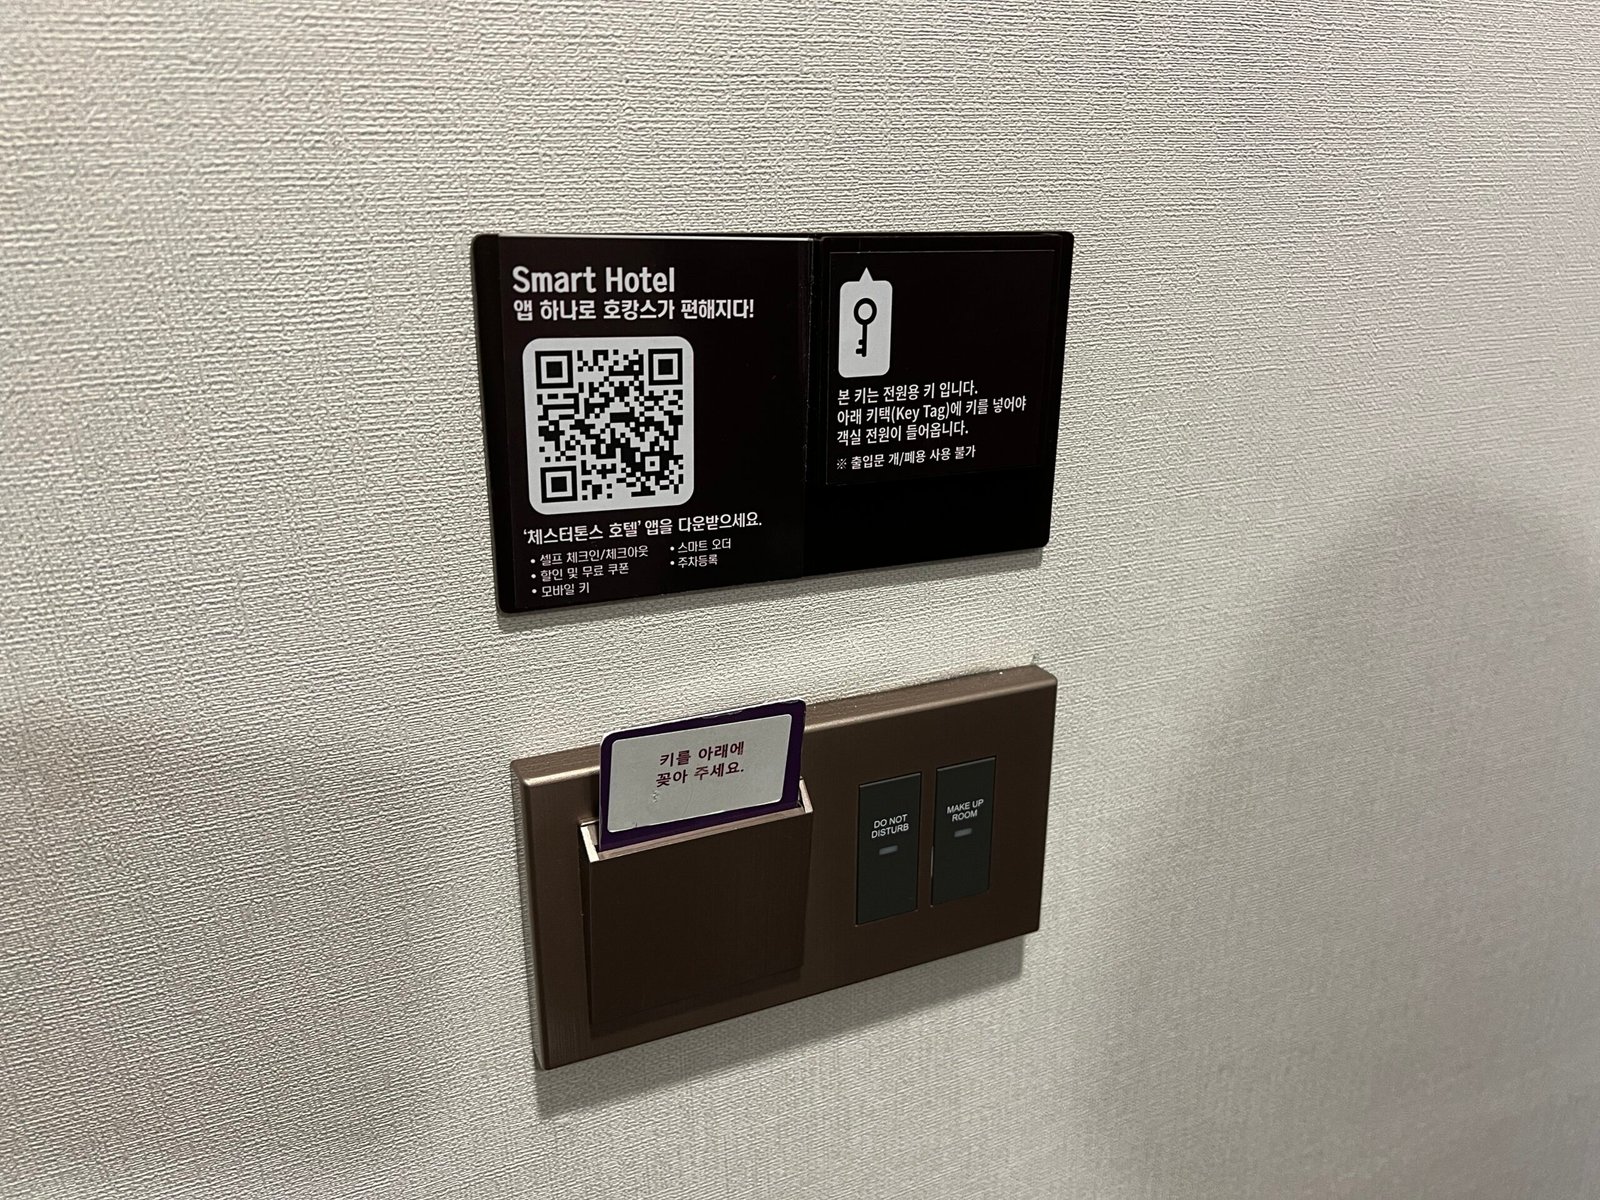 Smart Hotel
앱 하나로 호캉스가 편해지다!
'체스터톤스 호텔' 앱을 다운받으세요.
• 셀프 체크인/체크아웃
• 할인 및 무료 쿠폰
• 모바일 키
• 스마트 오더
• 주차등록
본 키는 전원용 키 입니다.
아래 키택(Key Tag)에 키를 넣어야
객실 전원이 들어옵니다.
※ 출입문 개/폐용 사용 불가
키를 아래에
꽂아 주세요.
DO NOT
DISTURB
MAKE UP
ROOM